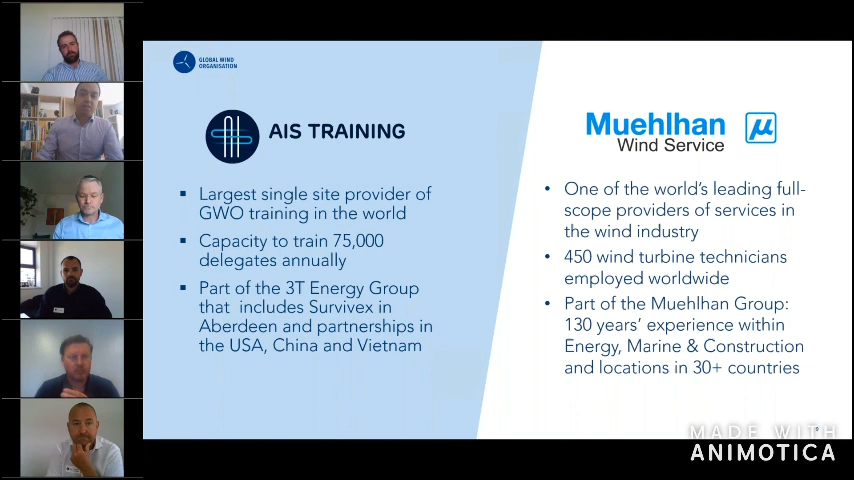 GLOBAL WIND
ORGANISATION
AIS TRAINING
▪ Largest single site provider of
GWO training in the world
▪ Capacity to train 75,000
delegates annually
▪ Part of the 3T Energy Group
that includes Survivex in
Aberdeen and partnerships in
the USA, China and Vietnam
Muehlhan
Wind Service
μ
• One of the world's leading full-
scope providers of services in
the wind industry
• 450 wind turbine technicians
employed worldwide
• Part of the Muehlhan Group:
130 years' experience within
Energy, Marine & Construction
and locations in 30+ countries
MADE WITH
ANIMOTICA